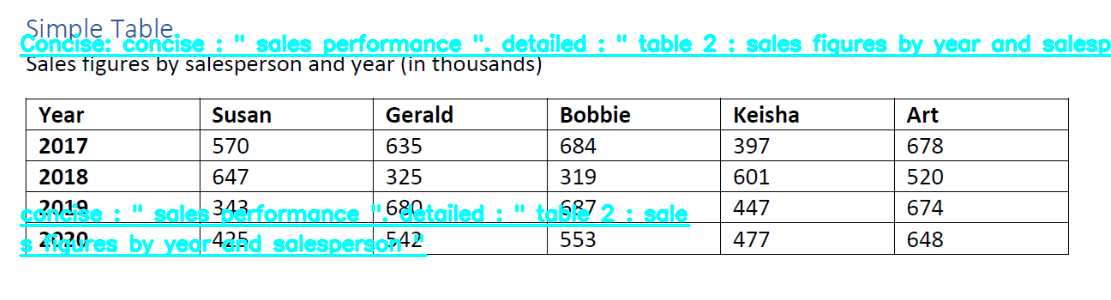 Simple Table
Concise: concise : " sales performance ". detailed : " table 2 : sales figures by year and salesp
Sales figures by salesperson and year (in thousands)
Year Susan Gerald Bobbie Keisha Art
2017 570 635 684 397 678
2018 647 325 319 601 520
2019 343 680 687 447 674
concise : " sales performance ". detailed : " table 2 : sale
2020 425 542 553 477 648
s figures by year and salesperson "